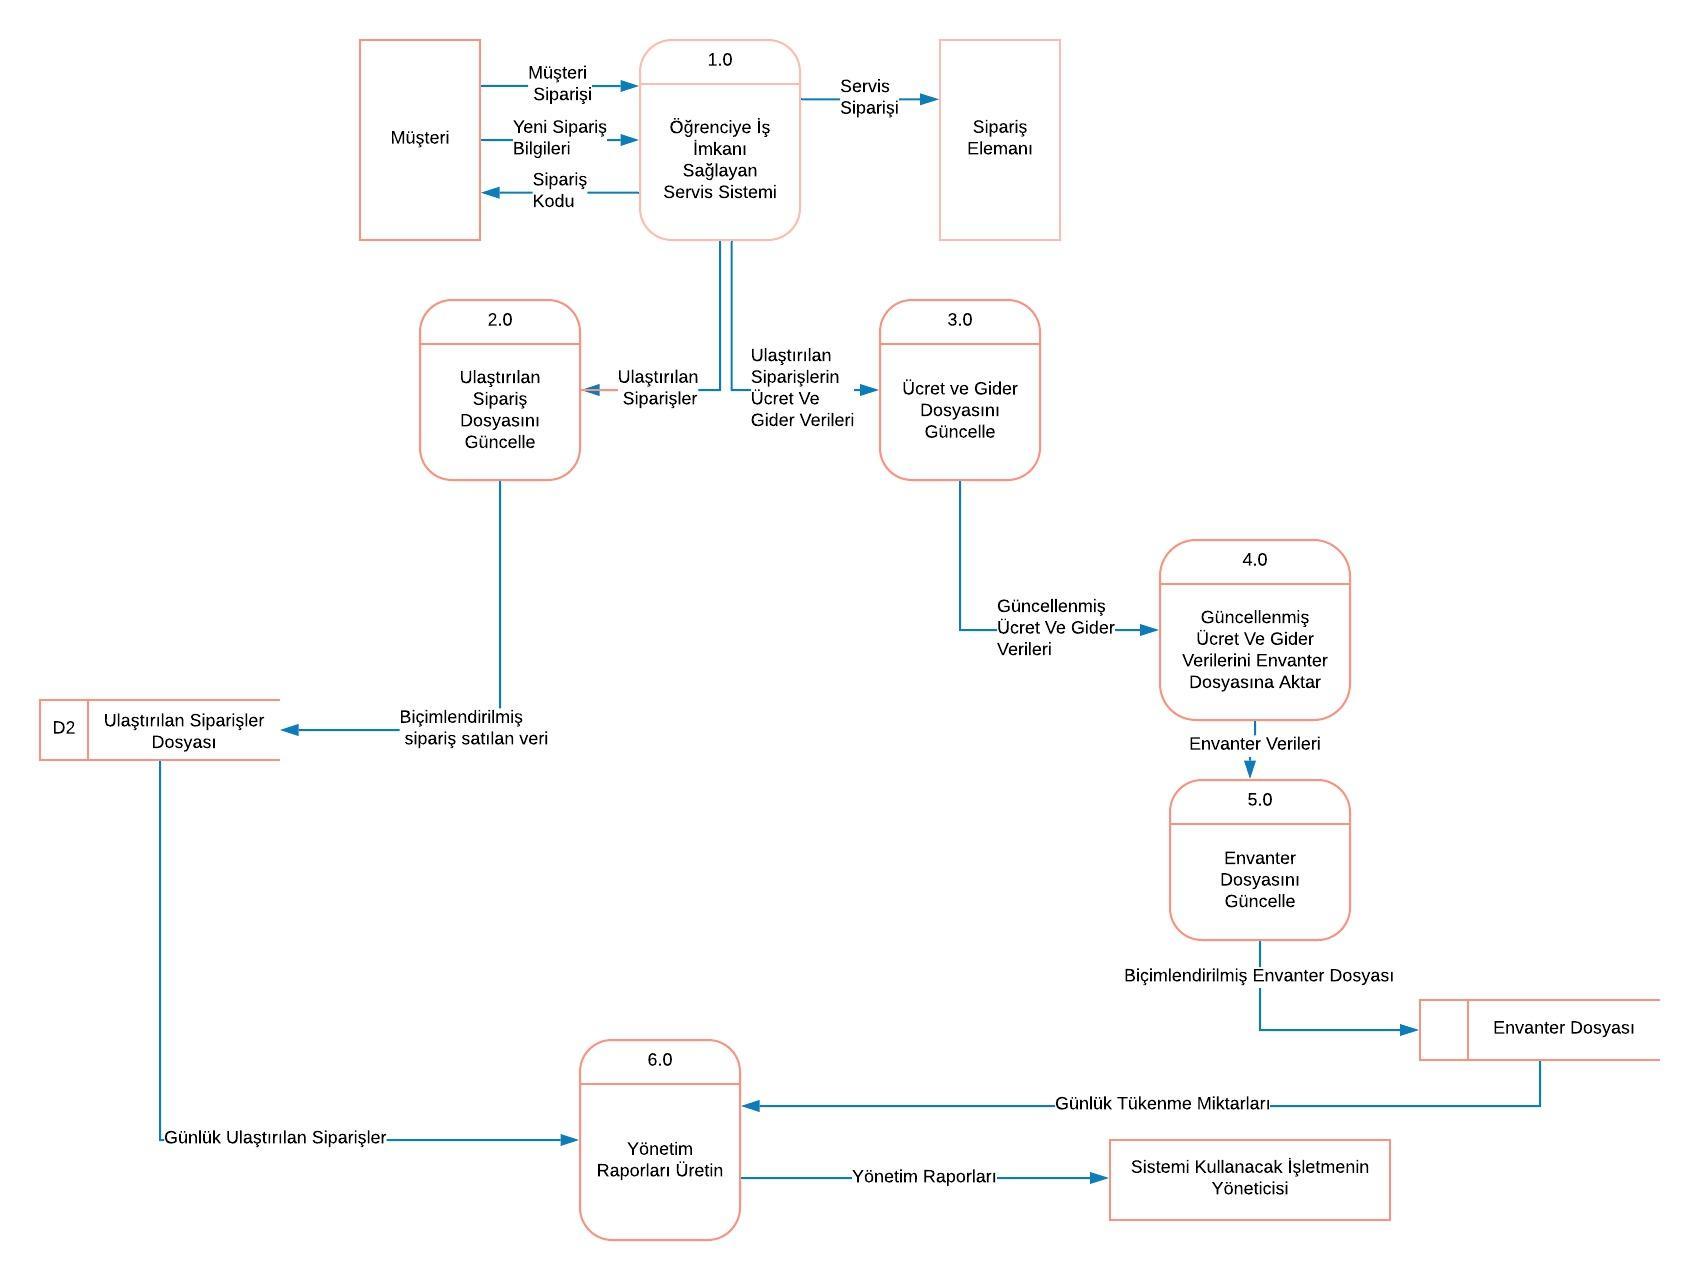 Müşteri
Müşteri
Siparişi
Yeni Sipariş
Bilgileri
Sipariş
Kodu
1.0
Öğrenciye İş
İmkanı
Sağlayan
Servis Sistemi
Servis
Siparişi
Sipariş
Elemanı
2.0
Ulaştırılan
Sipariş
Dosyasını
Güncelle
Ulaştırılan
Siparişler
Ulaştırılan
Siparişlerin
Ücret Ve
Gider Verileri
3.0
Ücret ve Gider
Dosyasını
Güncelle
Güncellenmiş
Ücret Ve Gider
Verileri
4.0
Güncellenmiş
Ücret Ve Gider
Verilerini Envanter
Dosyasına Aktar
D2
Ulaştırılan Siparişler
Dosyası
Biçimlendirilmiş
sipariş satılan veri
Envanter Verileri
5.0
Envanter
Dosyasını
Güncelle
Biçimlendirilmiş Envanter Dosyası
Envanter Dosyası
6.0
Yönetim
Raporları Üretin
Günlük Tükenme Miktarları
Günlük Ulaştırılan Siparişler
Yönetim Raporları
Sistemi Kullanacak İşletmenin
Yöneticisi